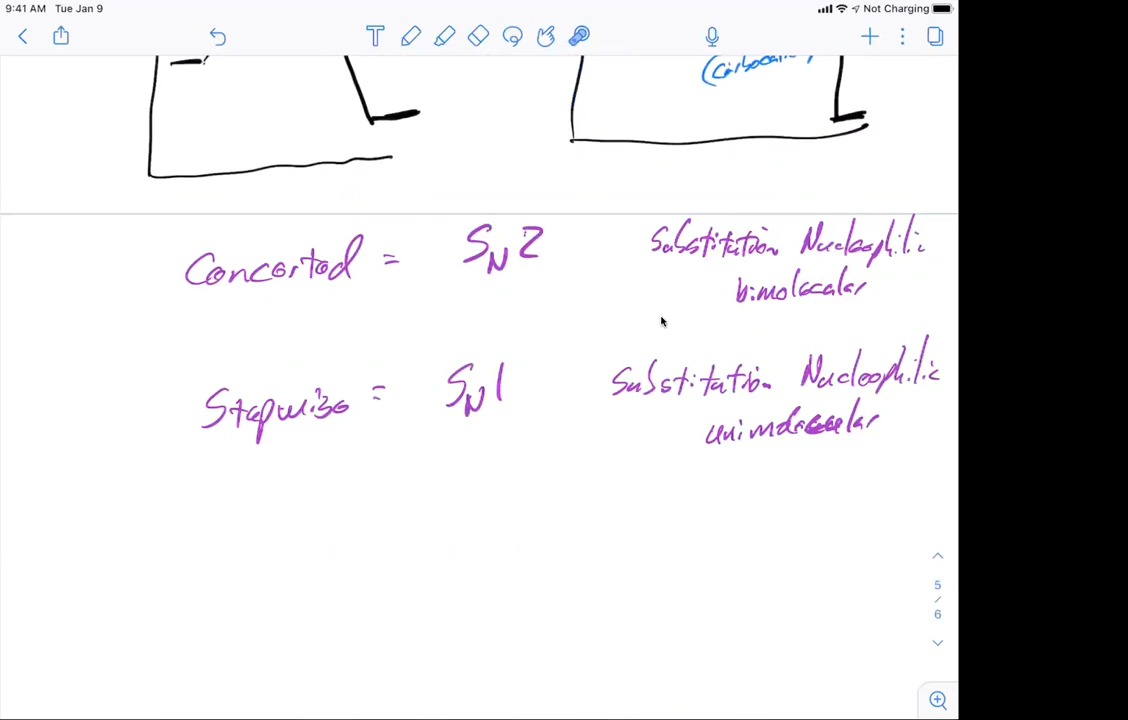 9:41 AM Tue Jan 9
Not Charging
Concerted = SN2 Substitution Nucleophilic
bimolecular
Stepwise = SN1 Substitution Nucleophilic
unimolecular
5
/
6